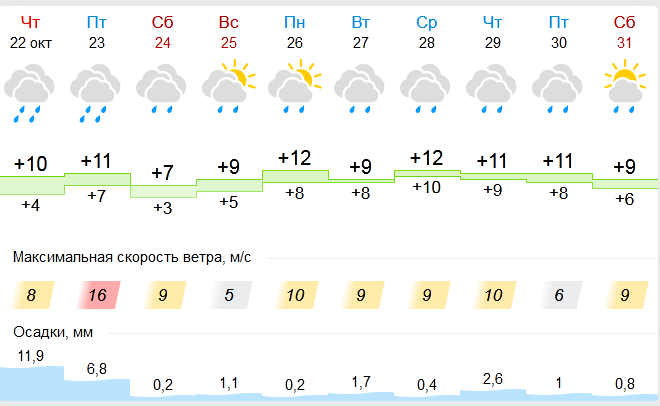 Чт Пт Сб Вс Пн Вт Ср Чт Пт Сб
22 окт 23 24 25 26 27 28 29 30 31
+10 +11 +7 +9 +12 +9 +12 +11 +11 +9
+4 +7 +3 +5 +8 +8 +10 +9 +8 +6
Максимальная скорость ветра, м/с
8 16 9 5 10 9 9 10 6 9
Осадки, мм
11,9 6,8 0,2 1,1 0,2 1,7 0,4 2,6 1 0,8